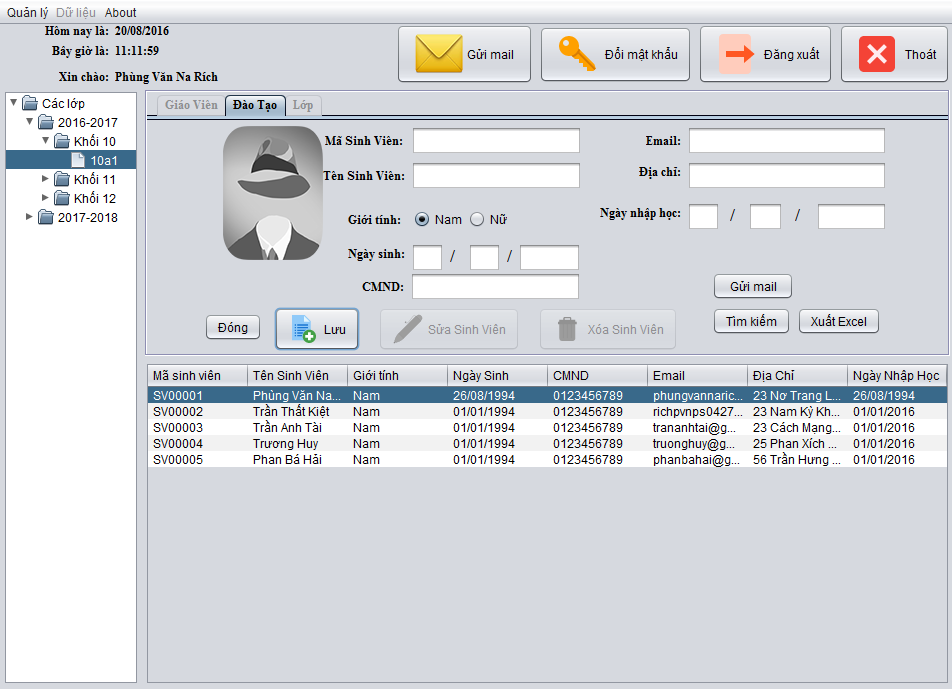 Quản lý Dữ liệu About
Hôm nay là: 20/08/2016
Bây giờ là: 11:11:59
Xin chào: Phùng Văn Na Rích
Gửi mail
Đổi mật khẩu
Đăng xuất
Thoát
Các lớp
2016-2017
Khối 10
10a1
Khối 11
Khối 12
2017-2018
Giáo Viên Đào Tạo Lớp
Mã Sinh Viên:
Tên Sinh Viên:
Giới tính: Nam Nữ
Ngày sinh: / /
CMND:
Email:
Địa chỉ:
Ngày nhập học: / /
Gửi mail
Tìm kiếm Xuất Excel
Đóng Lưu Sửa Sinh Viên Xóa Sinh Viên
Mã sinh viên Tên Sinh Viên Giới tính Ngày Sinh CMND Email Địa Chỉ Ngày Nhập Học
SV00001 Phùng Văn Na... Nam 26/08/1994 0123456789 phungvannaric... 23 Nơ Trang L... 26/08/1994
SV00002 Trần Thất Kiệt Nam 01/01/1994 0123456789 richpvnps0427... 23 Nam Kỳ Kh... 01/01/2016
SV00003 Trần Anh Tài Nam 01/01/1994 0123456789 trananhtai@g... 23 Cách Mạng... 01/01/2016
SV00004 Trương Huy Nam 01/01/1994 0123456789 truonghuy@g... 25 Phan Xích ... 01/01/2016
SV00005 Phan Bá Hải Nam 01/01/1994 0123456789 phanbahai@g... 56 Trần Hưng ... 01/01/2016